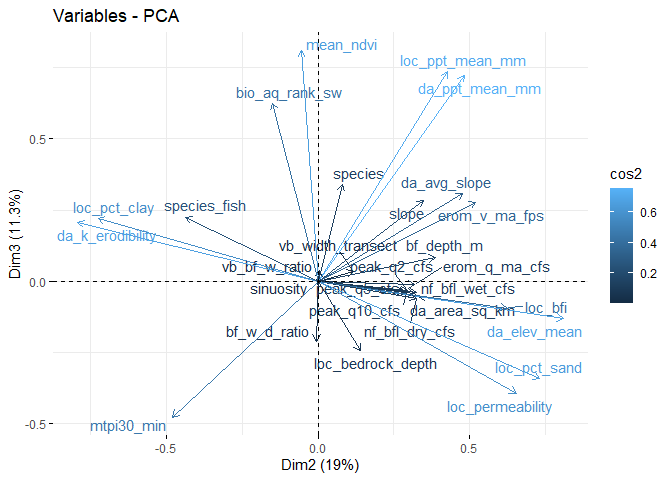 Variables - PCA
mean_ndvi
loc_ppt_mean_mm
da_ppt_mean_mm
bio_aq_rank_sw
species
da_avg_slope
loc_pct_clay
species_fish
slope
erom_v_ma_fps
da_k_erodibility
vb_width_transect
bf_depth_m
vb_bf_w_ratio
peak_q2_cfs
erom_q_ma_cfs
sinuosity
nf_bfl_wet_cfs
peak_q10_cfs
da_area_sq_km
loc_bfi
bf_w_d_ratio
nf_bfl_dry_cfs
da_elev_mean
loc_bedrock_depth
loc_pct_sand
loc_permeability
mtpi30_min
0.5
0.0
-0.5
Dim3 (11.3%)
-0.5
0.0
0.5
Dim2 (19%)
cos2
0.6
0.4
0.2